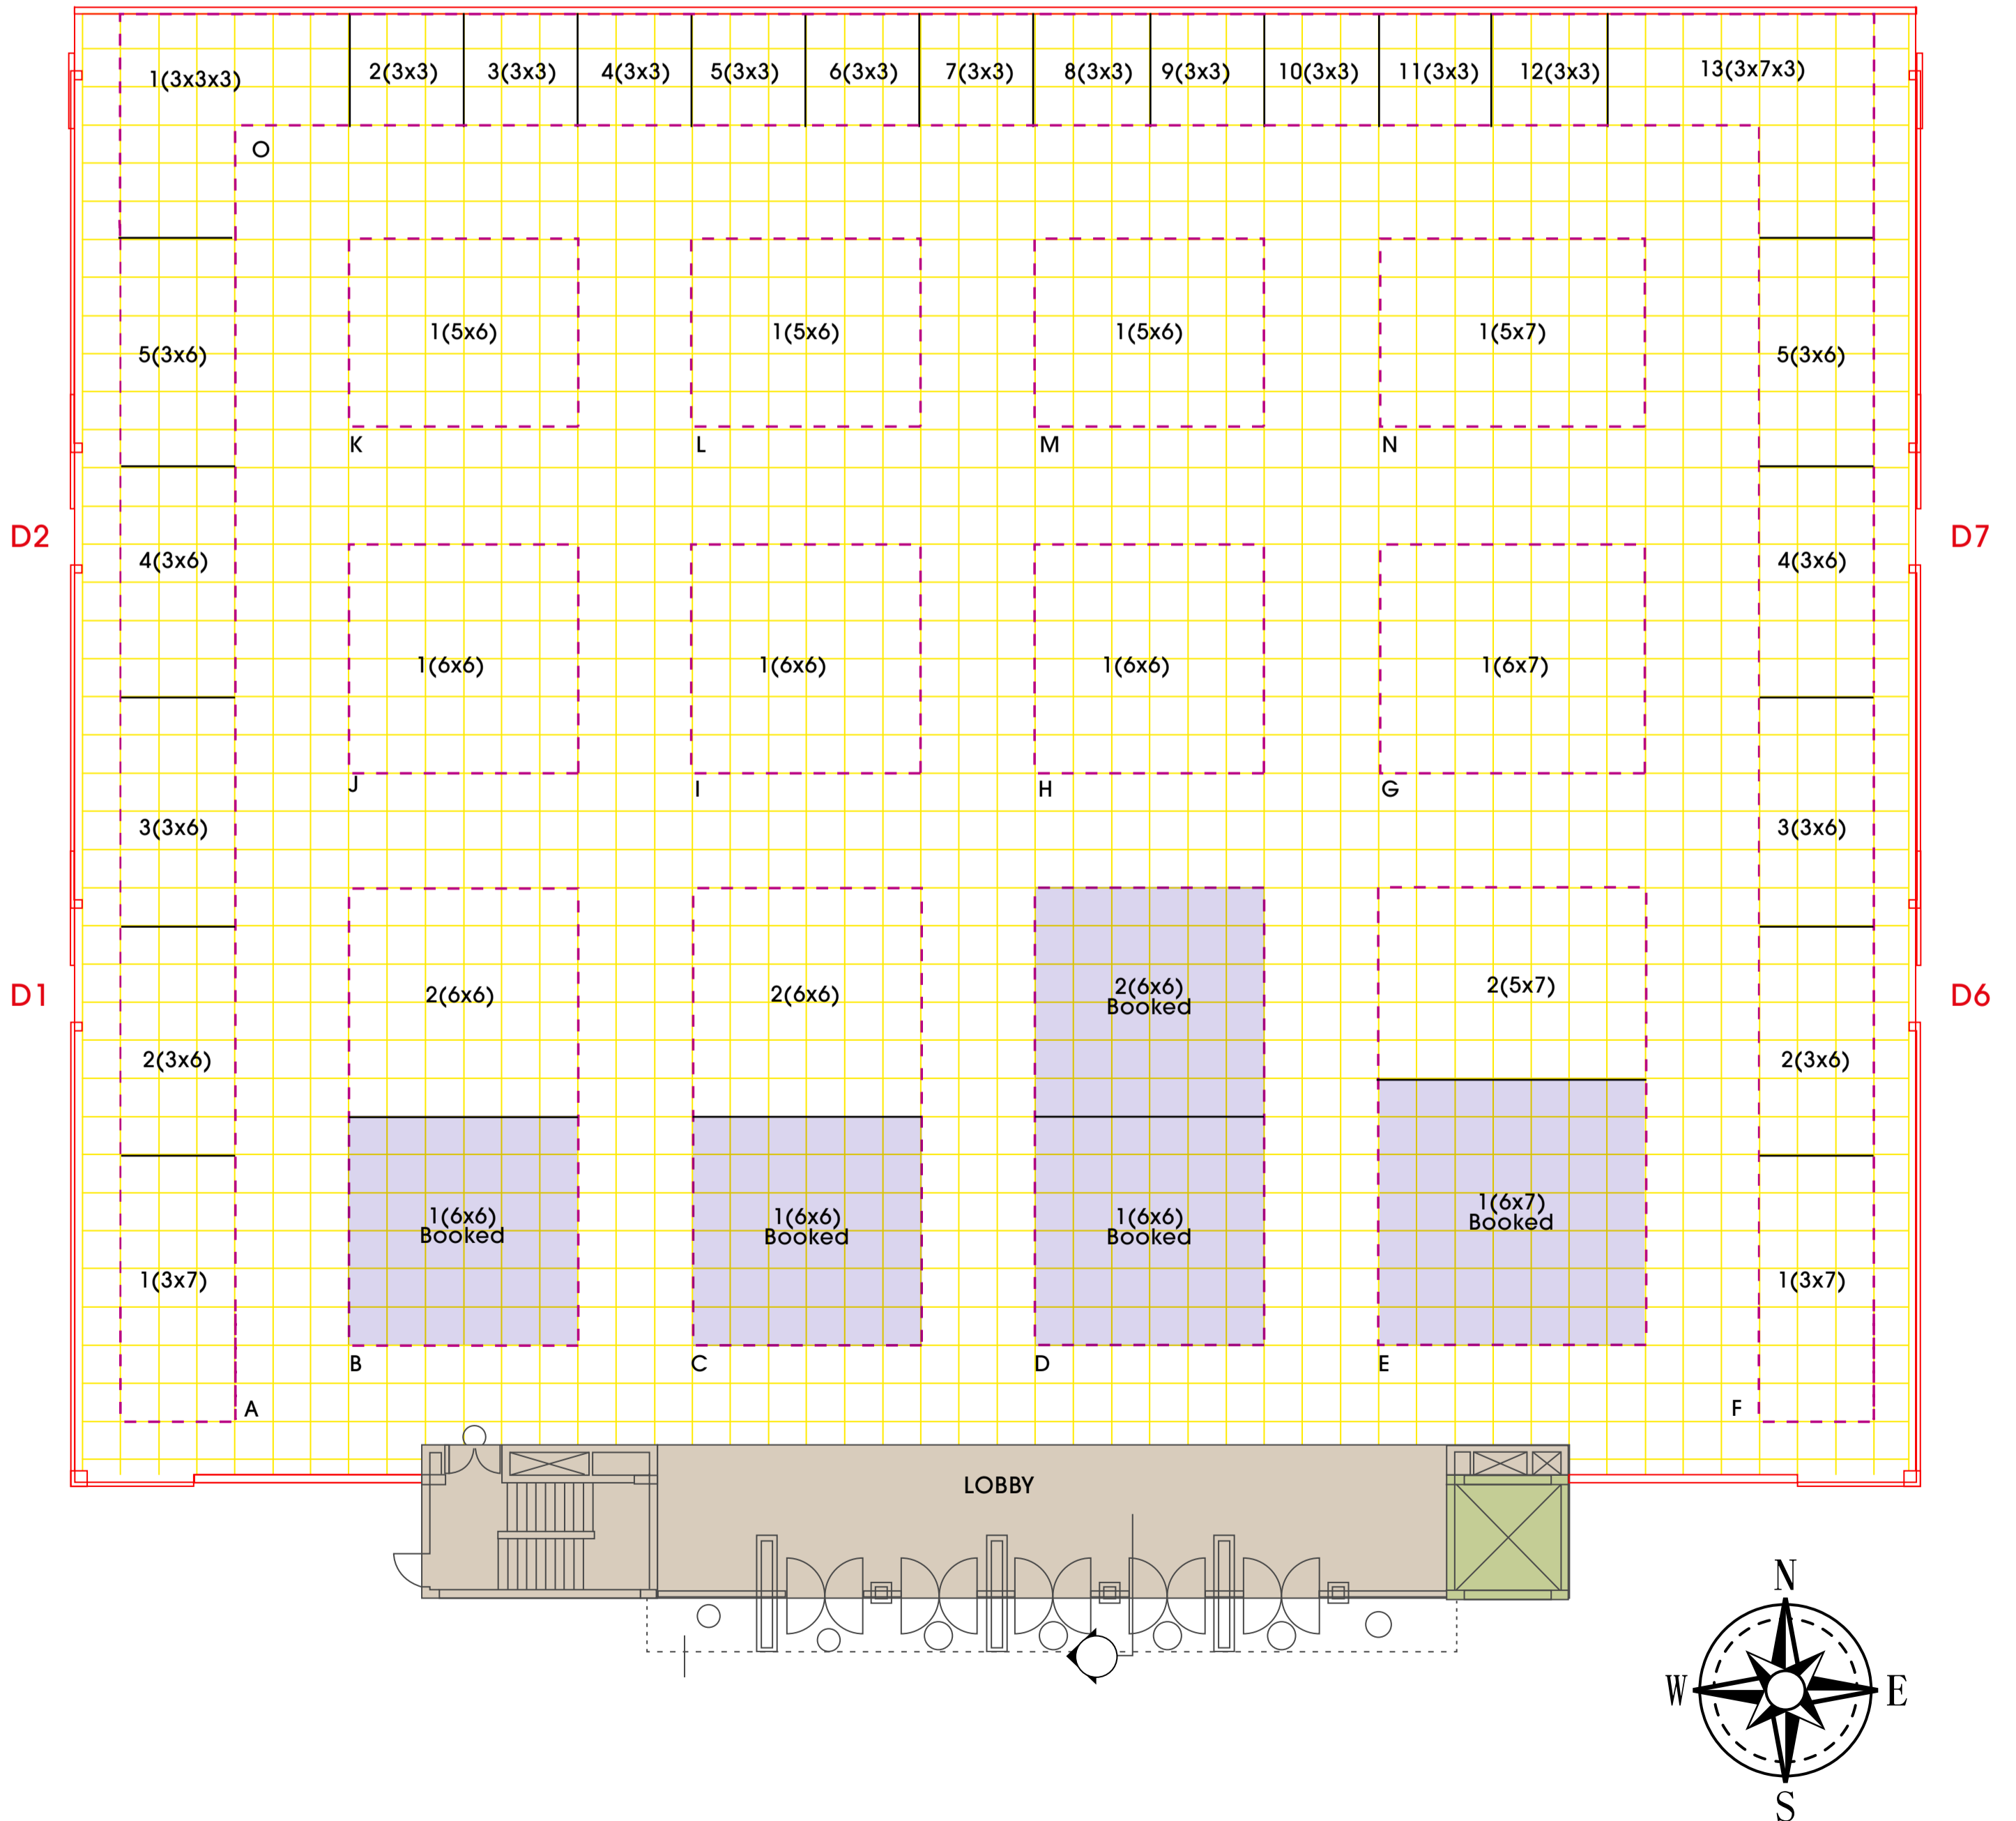 1(3x3x3)
2(3x3)
3(3x3)
4(3x3)
5(3x3)
6(3x3)
7(3x3)
8(3x3)
9(3x3)
10(3x3)
11(3x3)
12(3x3)
13(3x7x3)
O
5(3x6)
1(5x6)
1(5x6)
1(5x6)
1(5x7)
5(3x6)
K
L
M
N
D2
4(3x6)
4(3x6)
D7
1(6x6)
1(6x6)
1(6x6)
1(6x7)
J
I
H
G
3(3x6)
3(3x6)
D1
2(6x6)
2(6x6)
2(6x6)
Booked
2(5x7)
D6
2(3x6)
2(3x6)
1(3x7)
1(6x6)
Booked
1(6x6)
Booked
1(6x6)
Booked
1(6x7)
Booked
1(3x7)
B
C
D
E
A
F
LOBBY
N
W
E
S